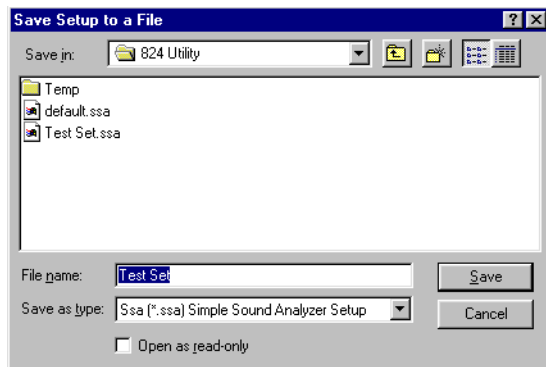 Save Setup to a File
Save in: 824 Utility
Temp
default.ssa
Test Set.ssa
File name: Test Set Save
Save as type: Ssa (*.ssa) Simple Sound Analyzer Setup Cancel
Open as read-only